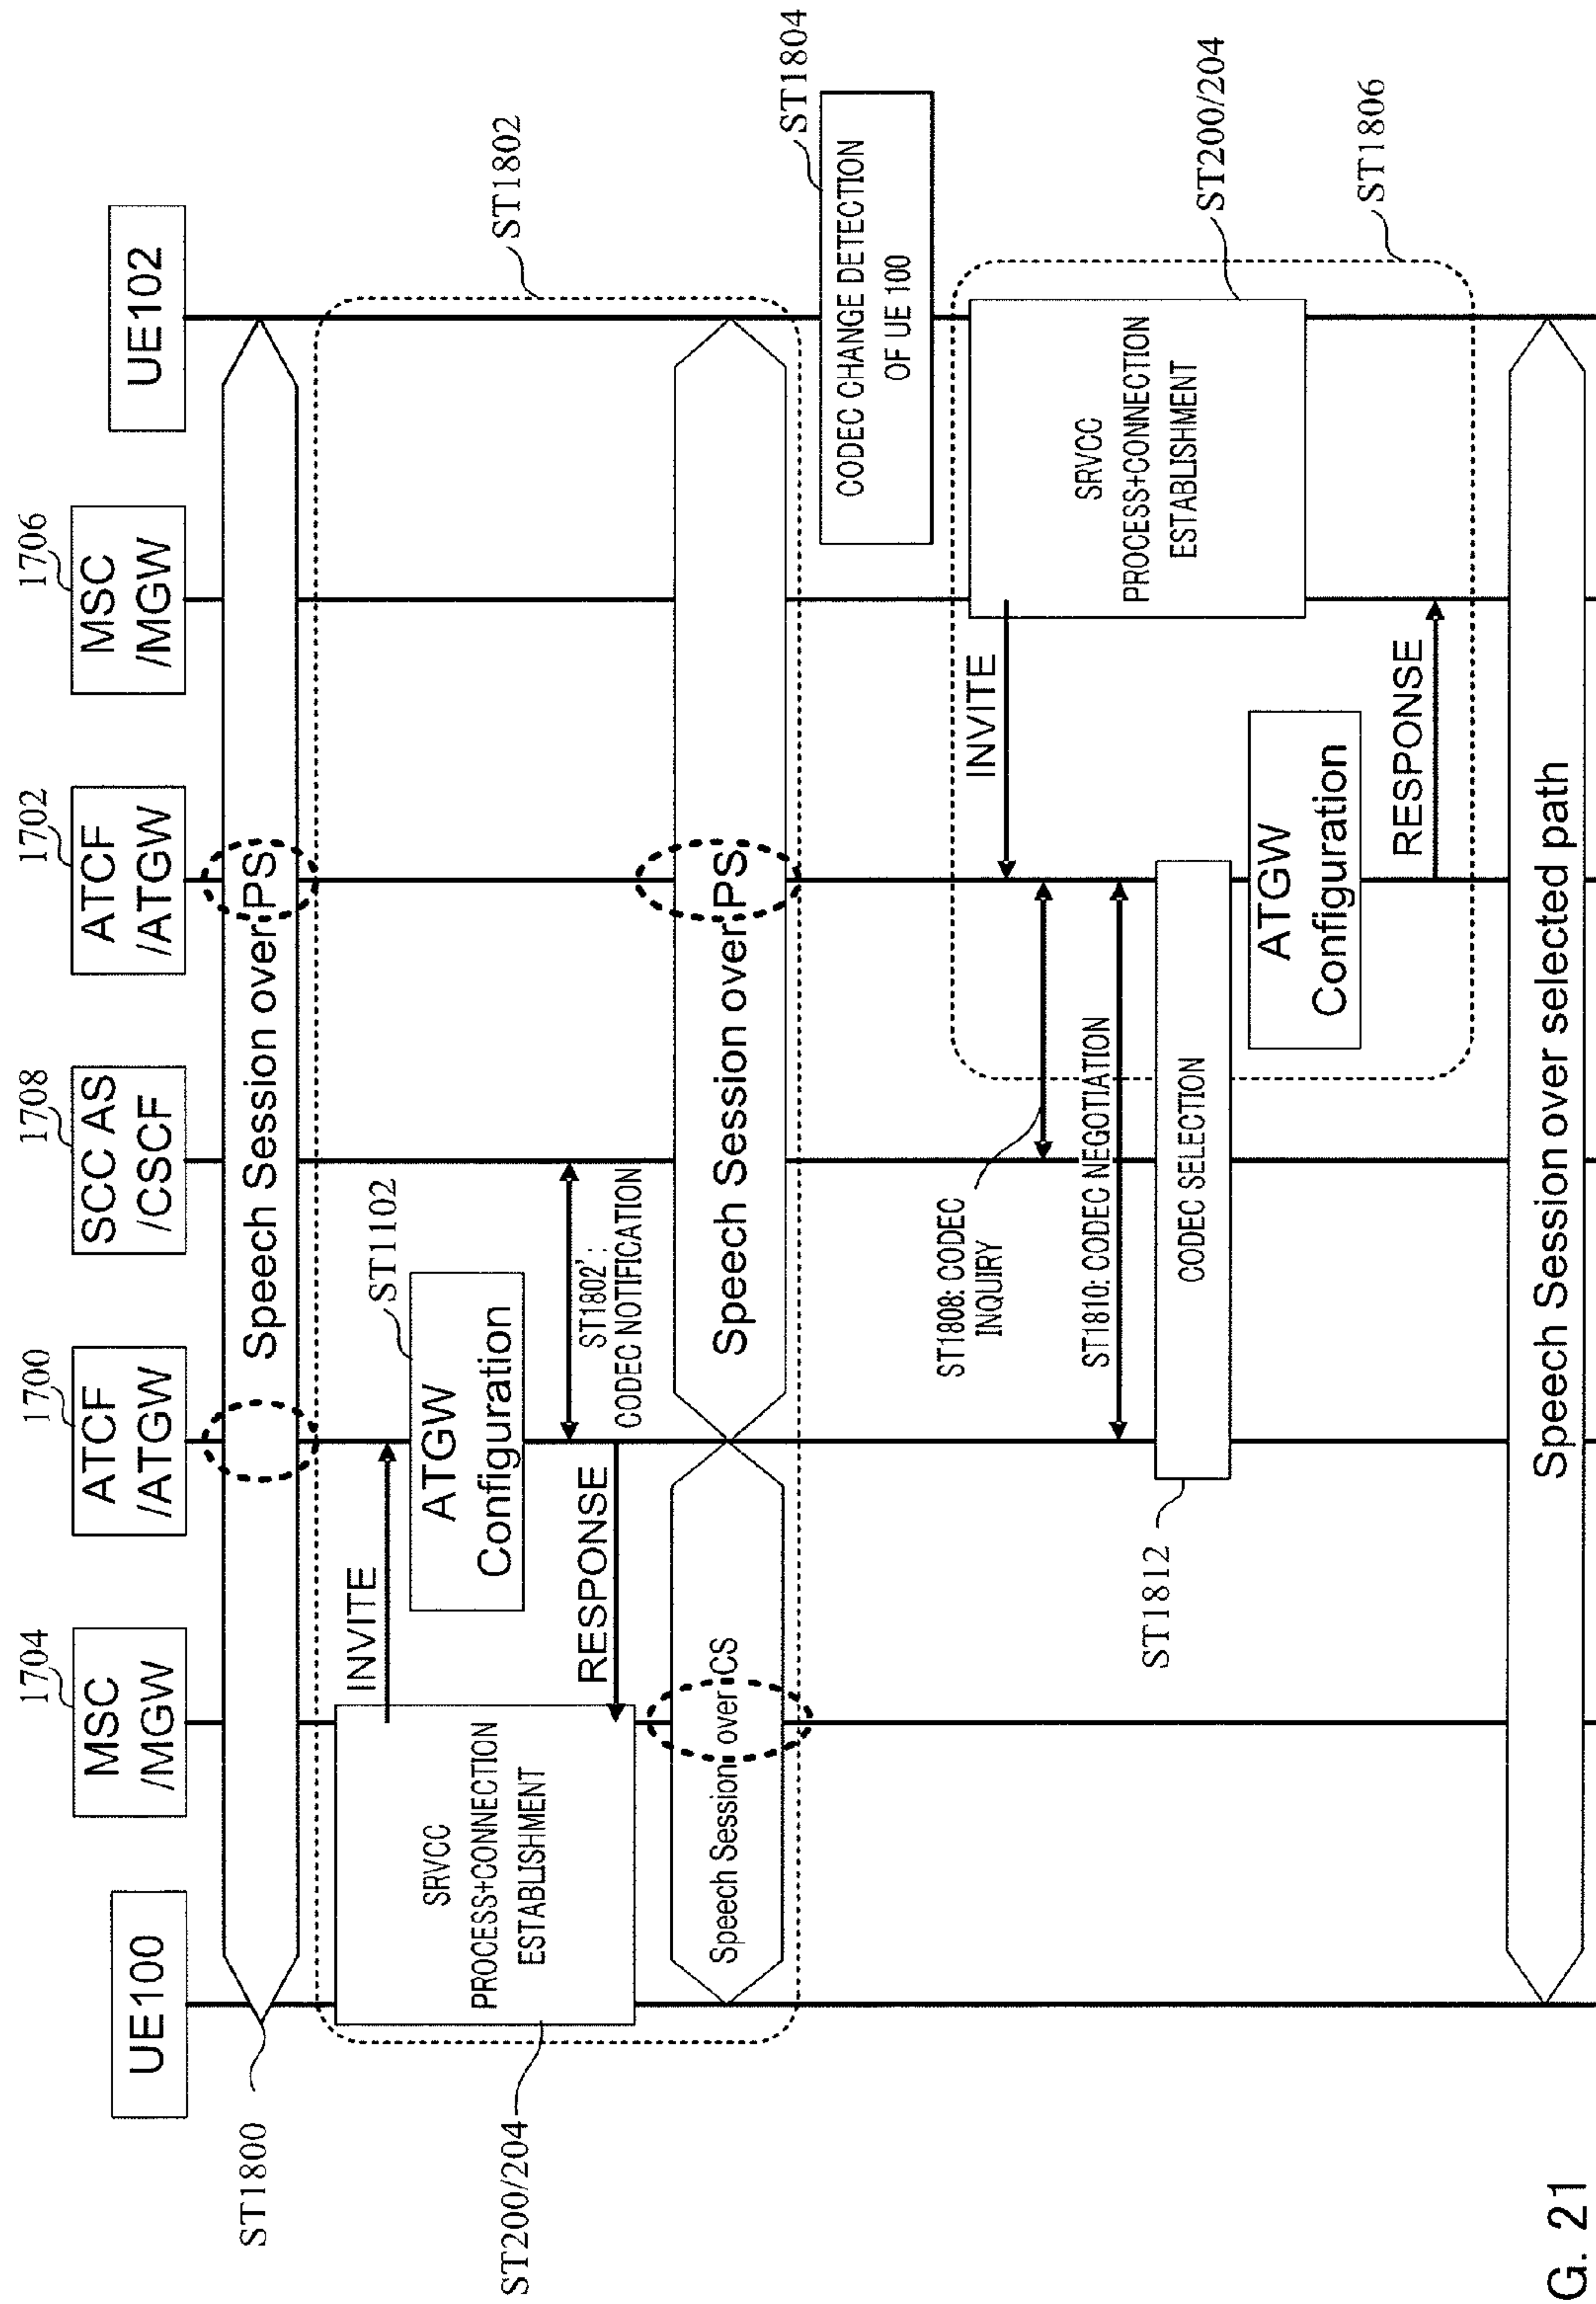 UE100
1704
MSC
/MGW
1700
ATCF
/ATGW
1708
SCC AS
/CSCF
1702
ATCF
/ATGW
1706
MSC
/MGW
UE102
ST1800
Speech Session over PS
ST1802
ST200/204
SRVCC
PROCESS+CONNECTION
ESTABLISHMENT
INVITE
ST1102
ATGW
Configuration
ST1802':
CODEC NOTIFICATION
RESPONSE
Speech Session over CS
Speech Session over PS
ST1804
CODEC CHANGE DETECTION
OF UE 100
INVITE
SRVCC
PROCESS+CONNECTION
ESTABLISHMENT
ST200/204
ST1806
ST1808: CODEC
INQUIRY
ST1810: CODEC NEGOTIATION
ST1812
CODEC SELECTION
ATGW
Configuration
RESPONSE
Speech Session over selected path
G. 21